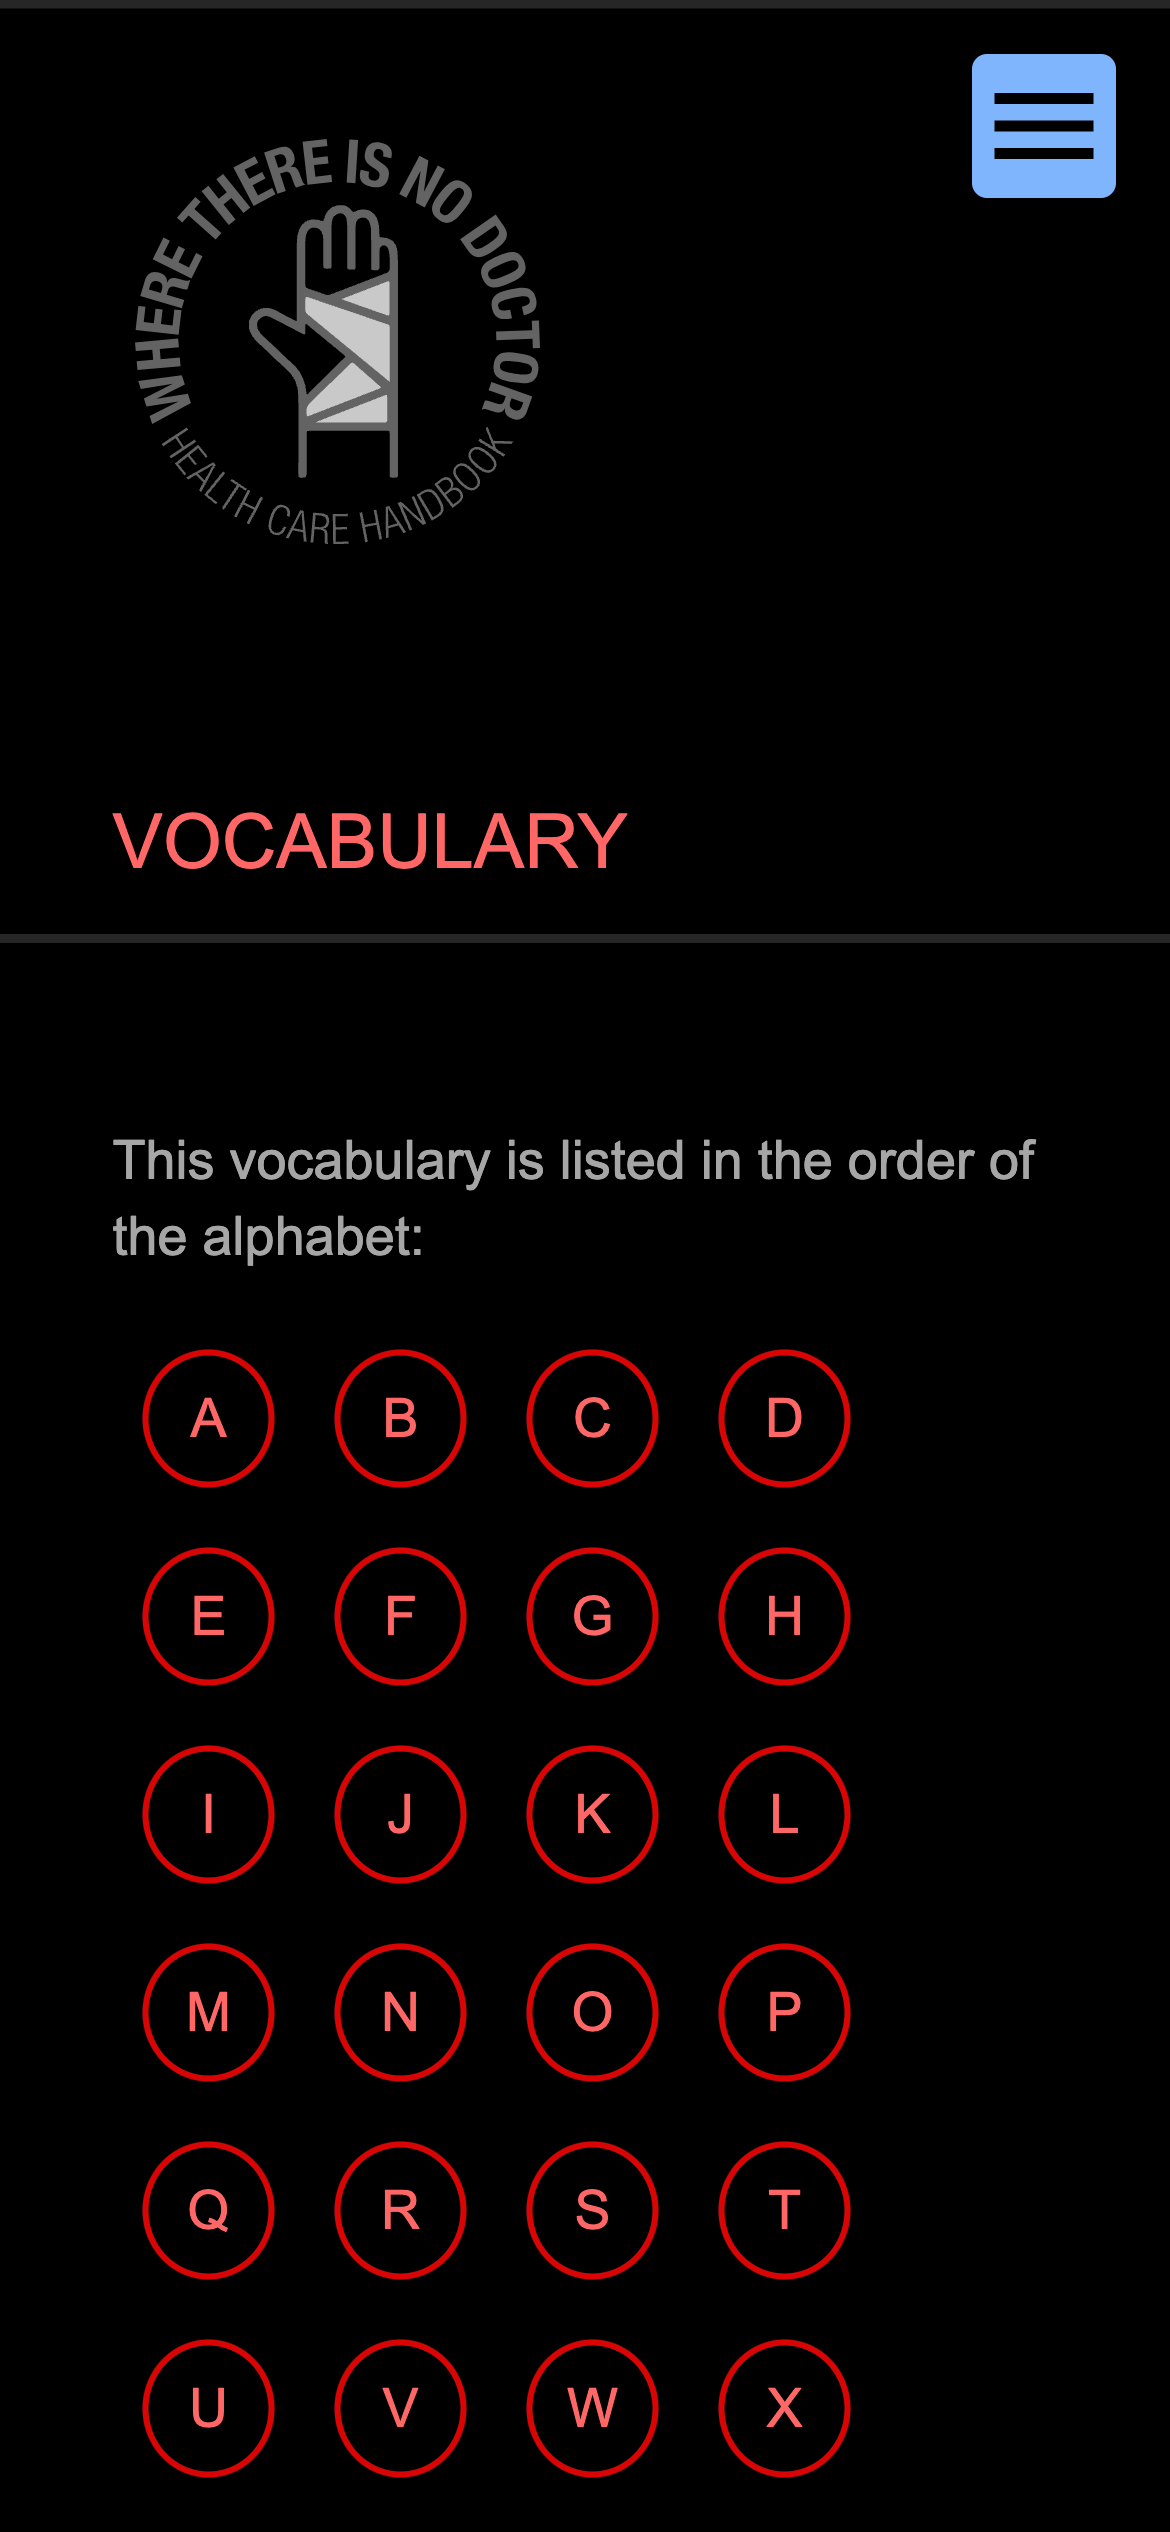 WHERE THERE IS NO DOCTOR
HEALTH CARE HANDBOOK
VOCABULARY
This vocabulary is listed in the order of
the alphabet:
A B C D
E F G H
I J K L
M N O P
Q R S T
U V W X